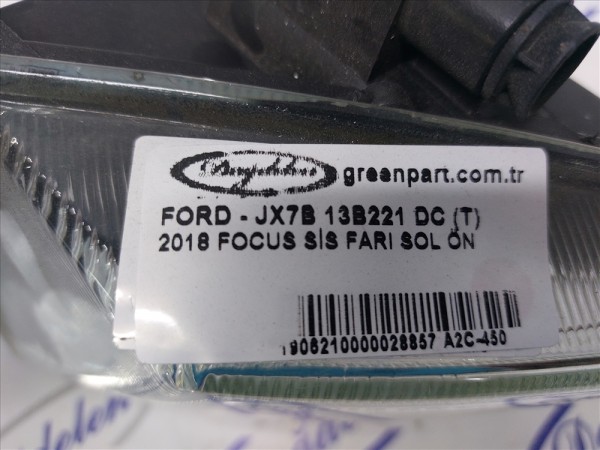 greenpart.com.tr
FORD - JX7B 13B221 DC (T)
2018 FOCUS SİS FARI SOL ÖN
1906210000028857 A2C-450